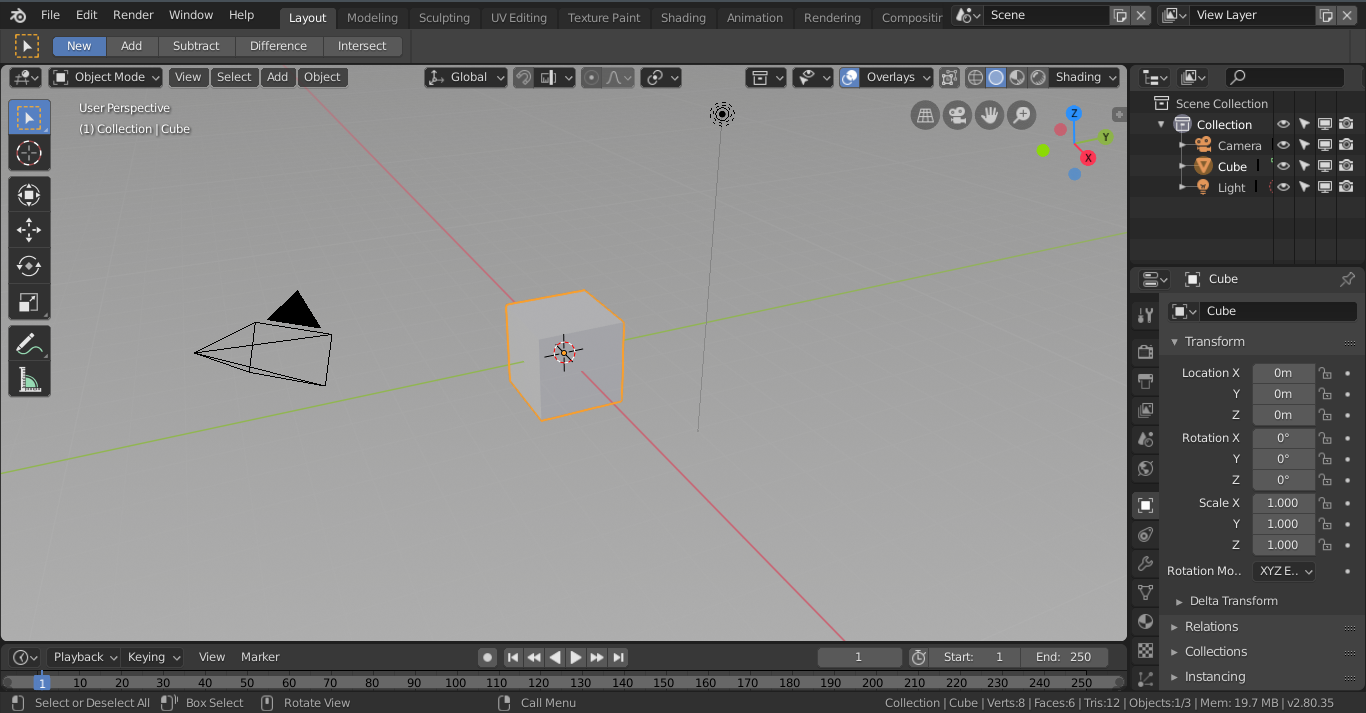 File Edit Render Window Help Layout Modeling Sculpting UV Editing Texture Paint Shading Animation Rendering Compositin Scene View Layer
New Add Subtract Difference Intersect
Object Mode View Select Add Object Global Overlays Shading
User Perspective
(1) Collection | Cube
Z
Y
X
Scene Collection
Collection
Camera
Cube
Light
Cube
Cube
Transform
Location X 0m
Y 0m
Z 0m
Rotation X 0°
Y 0°
Z 0°
Scale X 1.000
Y 1.000
Z 1.000
Rotation Mo.. XYZ E..
Delta Transform
Relations
Collections
Instancing
Playback Keying View Marker 1 Start: 1 End: 250
1 10 20 30 40 50 60 70 80 90 100 110 120 130 140 150 160 170 180 190 200 210 220 230 240 250
Select or Deselect All Box Select Rotate View Call Menu Collection | Cube | Verts:8 | Faces:6 | Tris:12 | Objects:1/3 | Mem: 19.7 MB | v2.80.35